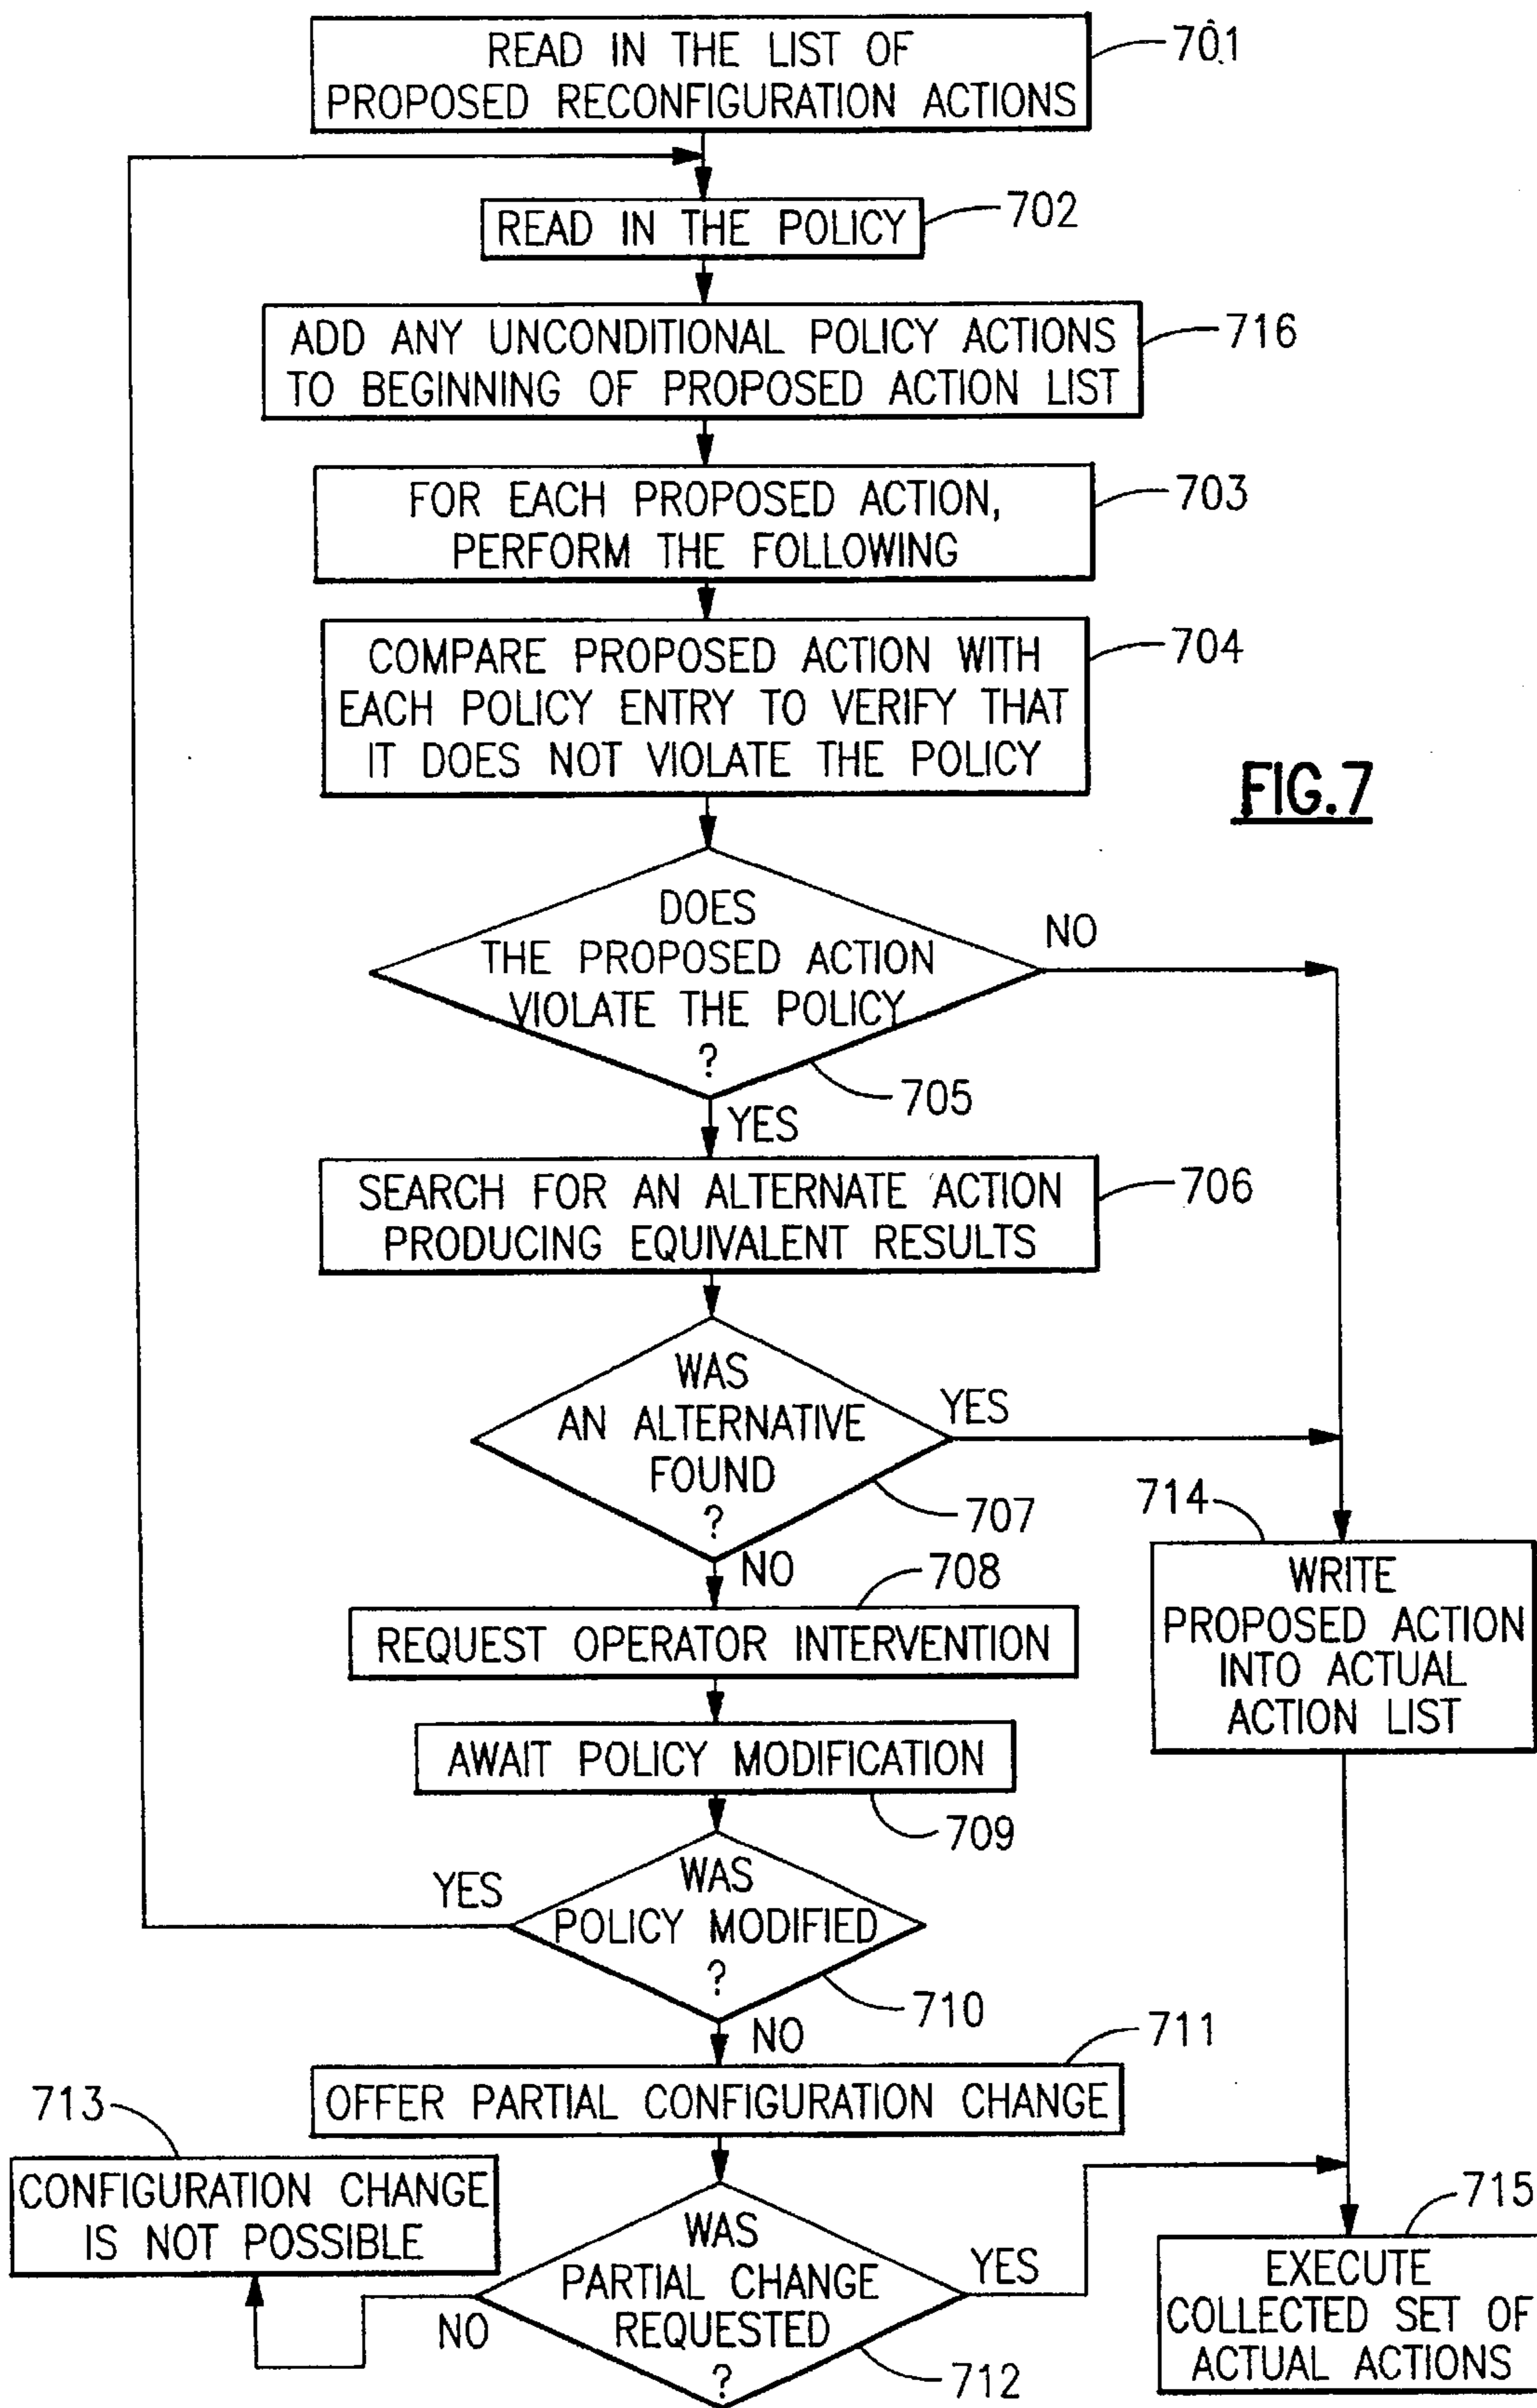 READ IN THE LIST OF
PROPOSED RECONFIGURATION ACTIONS
701
READ IN THE POLICY
702
ADD ANY UNCONDITIONAL POLICY ACTIONS
TO BEGINNING OF PROPOSED ACTION LIST
716
FOR EACH PROPOSED ACTION,
PERFORM THE FOLLOWING
703
COMPARE PROPOSED ACTION WITH
EACH POLICY ENTRY TO VERIFY THAT
IT DOES NOT VIOLATE THE POLICY
704
FIG.7
DOES
THE PROPOSED ACTION
VIOLATE THE POLICY
?
705
NO
YES
SEARCH FOR AN ALTERNATE ACTION
PRODUCING EQUIVALENT RESULTS
706
WAS
AN ALTERNATIVE
FOUND
?
707
YES
NO
714
WRITE
PROPOSED ACTION
INTO ACTUAL
ACTION LIST
708
REQUEST OPERATOR INTERVENTION
AWAIT POLICY MODIFICATION
709
YES
WAS
POLICY MODIFIED
?
710
NO
711
OFFER PARTIAL CONFIGURATION CHANGE
713
CONFIGURATION CHANGE
IS NOT POSSIBLE
WAS
PARTIAL CHANGE
REQUESTED
?
712
NO
YES
715
EXECUTE
COLLECTED SET OF
ACTUAL ACTIONS